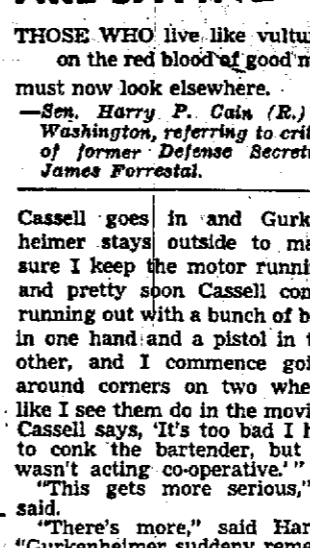 THOSE WHO live like vultu
on the red blood of good m
must now look elsewhere.
—Sen. Harry P. Cain (R.)
Washington, referring to crit
of former Defense Secret
James Forrestal.
Cassell goes in and Gurk-
heimer stays outside to ma
sure I keep the motor runni
and pretty soon Cassell com
running out with a bunch of b
in one hand and a pistol in t
other, and I commence goi
around corners on two whe
like I see them do in the movi
Cassell says, 'It's too bad I h
to conk the bartender, but
wasn't acting co-operative.'"
"This gets more serious,"
said.
"There's more," said Har
"Gurkenheimer suddeny reme